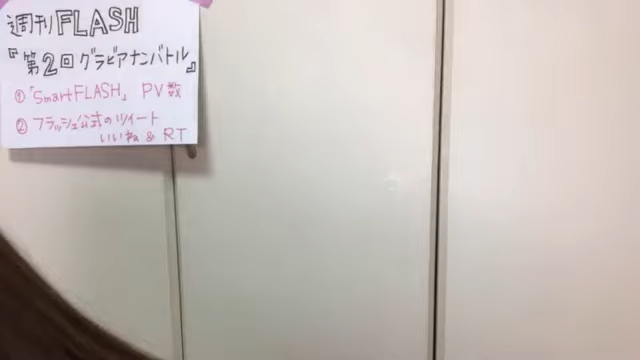 週刊FLASH
『第2回グラビアナンバトル』
①「SmartFLASH」 PV数
②フラッシュ公式のツイート
いいね & RT